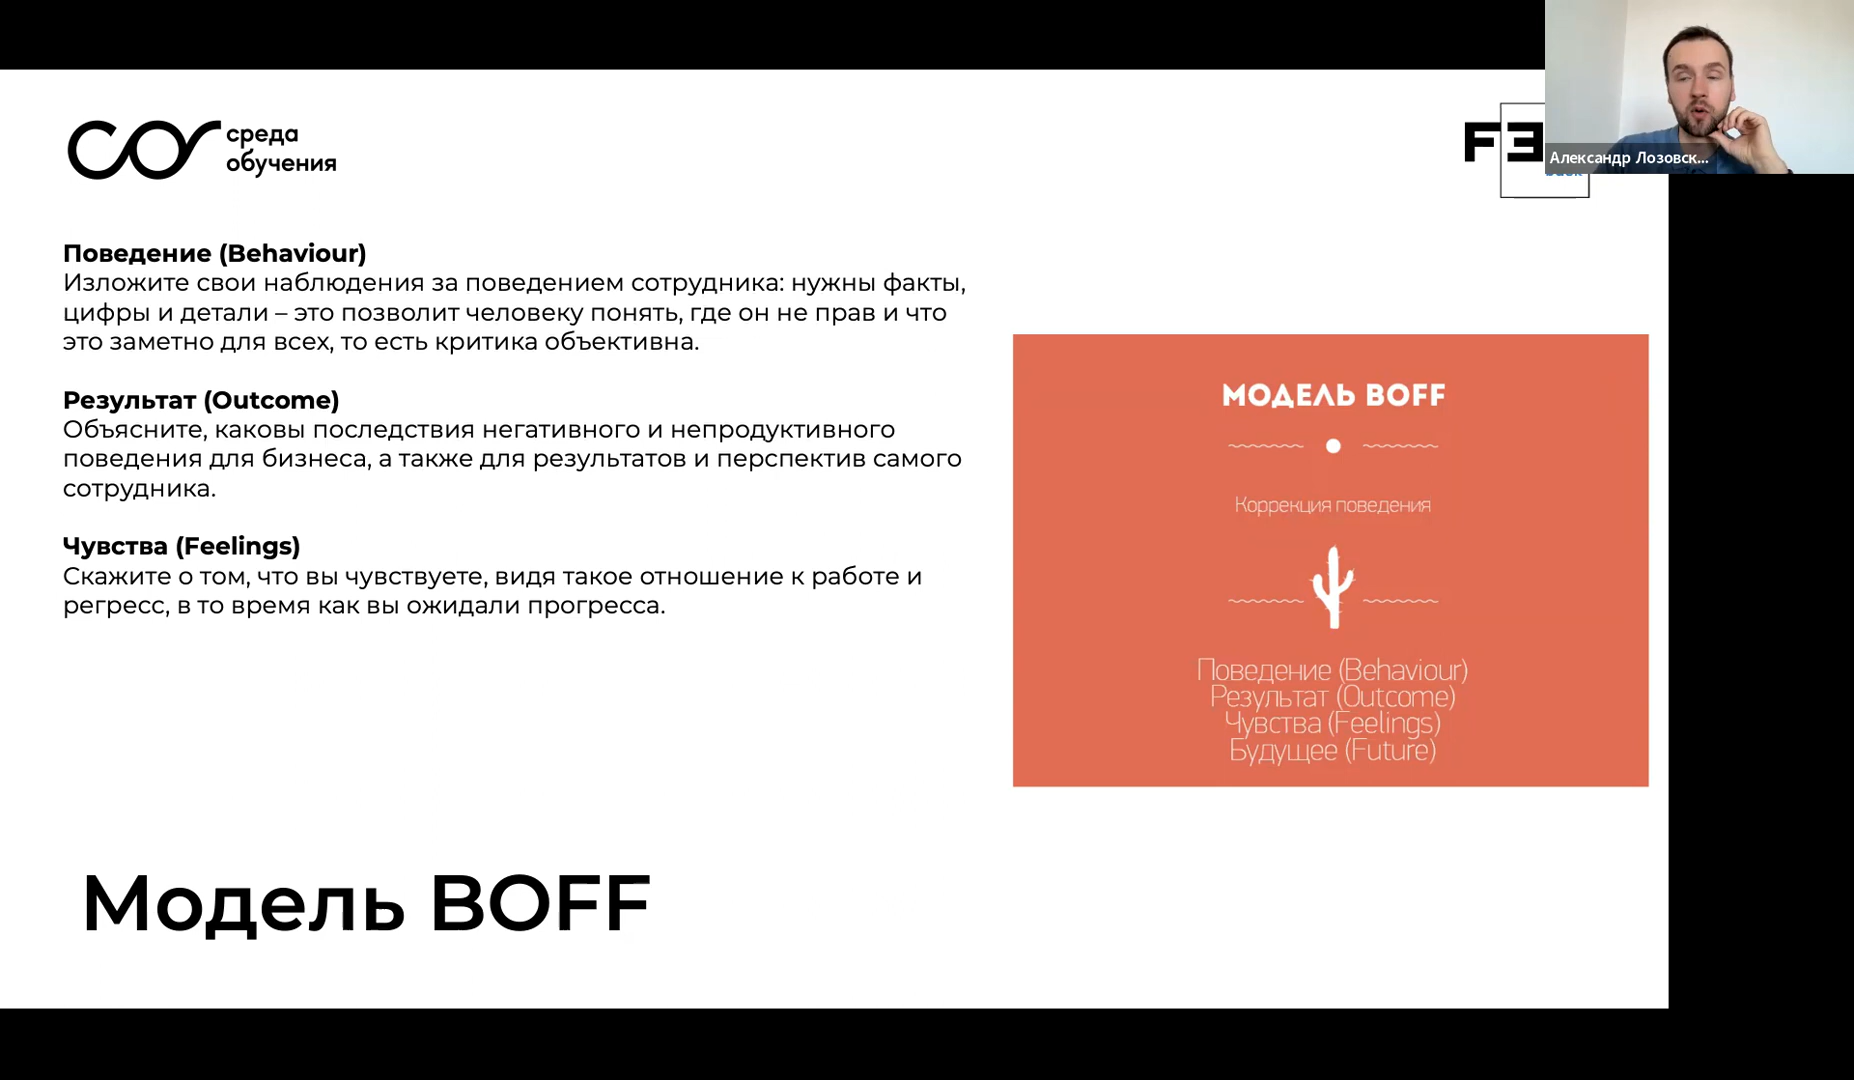 среда
обучения
FE
Александр Лозовск...
Поведение (Behaviour)
Изложите свои наблюдения за поведением сотрудника: нужны факты,
цифры и детали – это позволит человеку понять, где он не прав и что
это заметно для всех, то есть критика объективна.
Результат (Outcome)
Объясните, каковы последствия негативного и непродуктивного
поведения для бизнеса, а также для результатов и перспектив самого
сотрудника.
Чувства (Feelings)
Скажите о том, что вы чувствуете, видя такое отношение к работе и
регресс, в то время как вы ожидали прогресса.
МОДЕЛЬ BOFF
Коррекция поведения
Поведение (Behaviour)
Результат (Outcome)
Чувства (Feelings)
Будущее (Future)
Модель BOFF